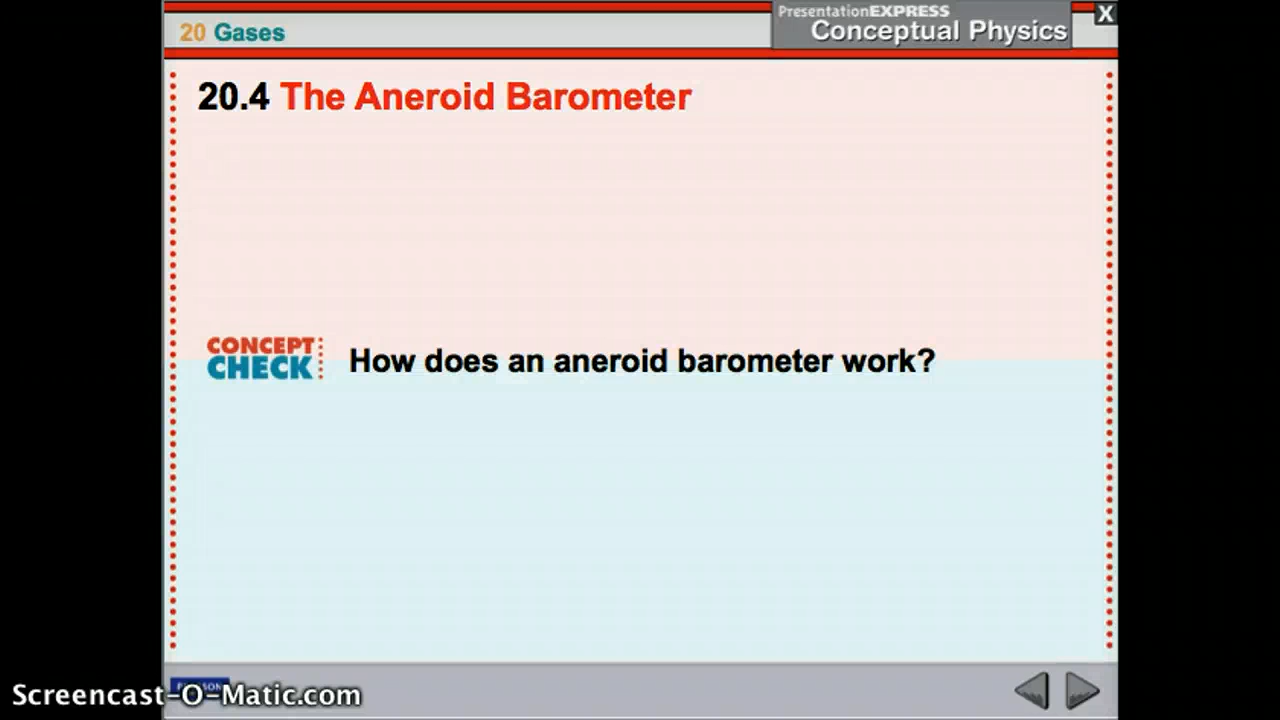 PresentationEXPRESS
X
20 Gases
Conceptual Physics
20.4 The Aneroid Barometer
CONCEPT
CHECK
How does an aneroid barometer work?
Screencast-O-Matic.com